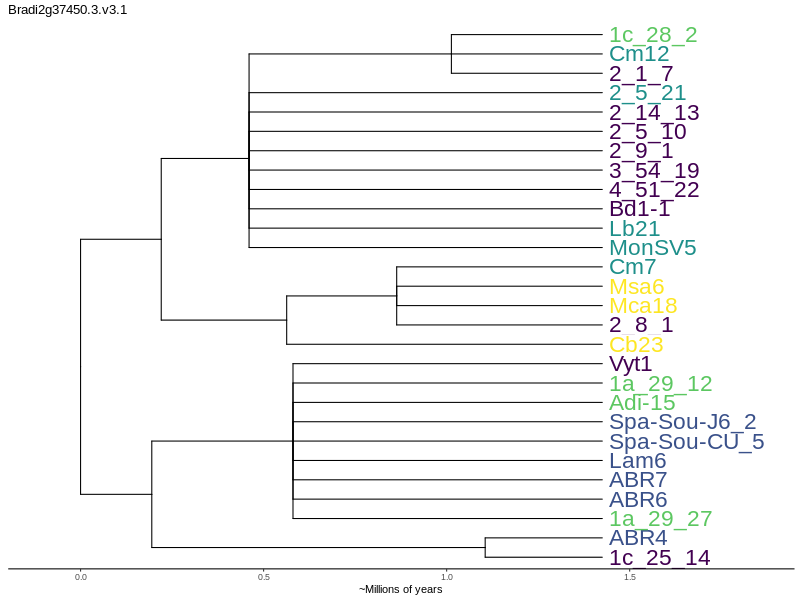 Bradi2g37450.3.v3.1
1c_28_2
Cm12
2_1_7
2_5_21
2_14_13
2_5_10
2_9_1
3_54_19
4_51_22
Bd1-1
Lb21
MonSV5
Cm7
Msa6
Mca18
2_8_1
Cb23
Vyt1
1a_29_12
Adi-15
Spa-Sou-J6_2
Spa-Sou-CU_5
Lam6
ABR7
ABR6
1a_29_27
ABR4
1c_25_14
0.0 0.5 1.0 1.5
~Millions of years